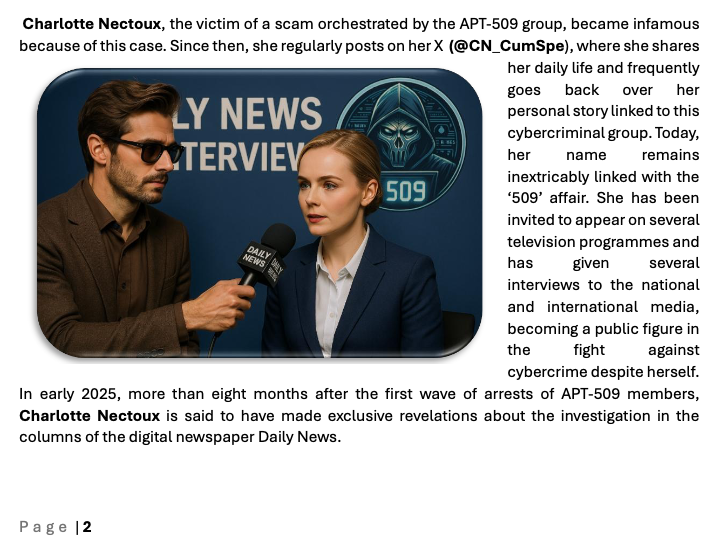 Charlotte Nectoux, the victim of a scam orchestrated by the APT-509 group, became infamous
because of this case. Since then, she regularly posts on her X (@CN_CumSpe), where she shares
her daily life and frequently
goes back over her
personal story linked to this
cybercriminal group. Today,
her name remains
inextricably linked with the
‘509’ affair. She has been
invited to appear on several
television programmes and
has given several
interviews to the national
and international media,
becoming a public figure in
the fight against
cybercrime despite herself.
LY NEWS
TERVIEW
509
DAILY
NEWS
DAILY
In early 2025, more than eight months after the first wave of arrests of APT-509 members,
Charlotte Nectoux is said to have made exclusive revelations about the investigation in the
columns of the digital newspaper Daily News.
Page | 2